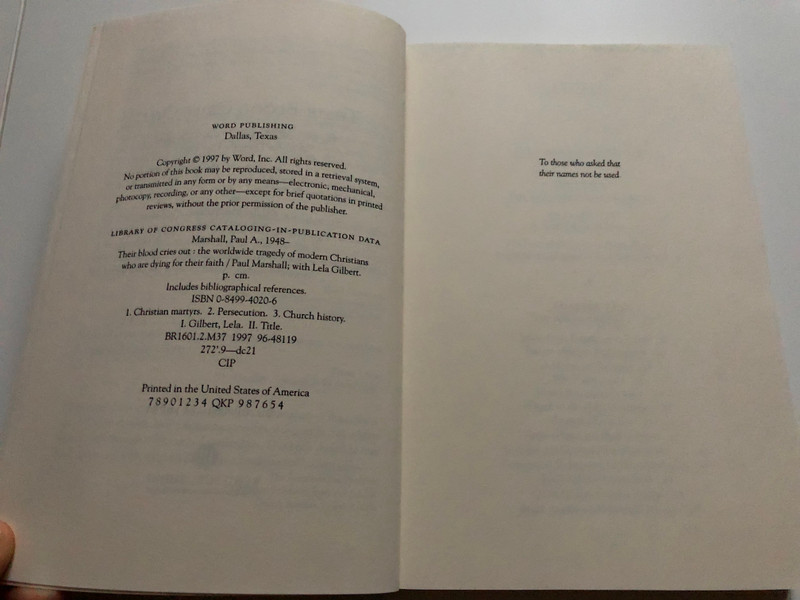 WORD PUBLISHING
Dallas, Texas
Copyright © 1997 by Word, Inc. All rights reserved.
No portion of this book may be reproduced, stored in a retrieval system,
or transmitted in any form or by any means—electronic, mechanical,
photocopy, recording, or any other—except for brief quotations in printed
reviews, without the prior permission of the publisher.
LIBRARY OF CONGRESS CATALOGING-IN-PUBLICATION DATA
Marshall, Paul A., 1948–
Their blood cries out : the worldwide tragedy of modern Christians
who are dying for their faith / Paul Marshall; with Lela Gilbert.
p. cm.
Includes bibliographical references.
ISBN 0-8499-4020-6
1. Christian martyrs. 2. Persecution. 3. Church history.
I. Gilbert, Lela. II. Title.
BR1601.2.M37 1997 96-48119
272'.9—dc21
CIP
Printed in the United States of America
7 8 9 0 1 2 3 4 QKP 9 8 7 6 5 4
To those who asked that
their names not be used.